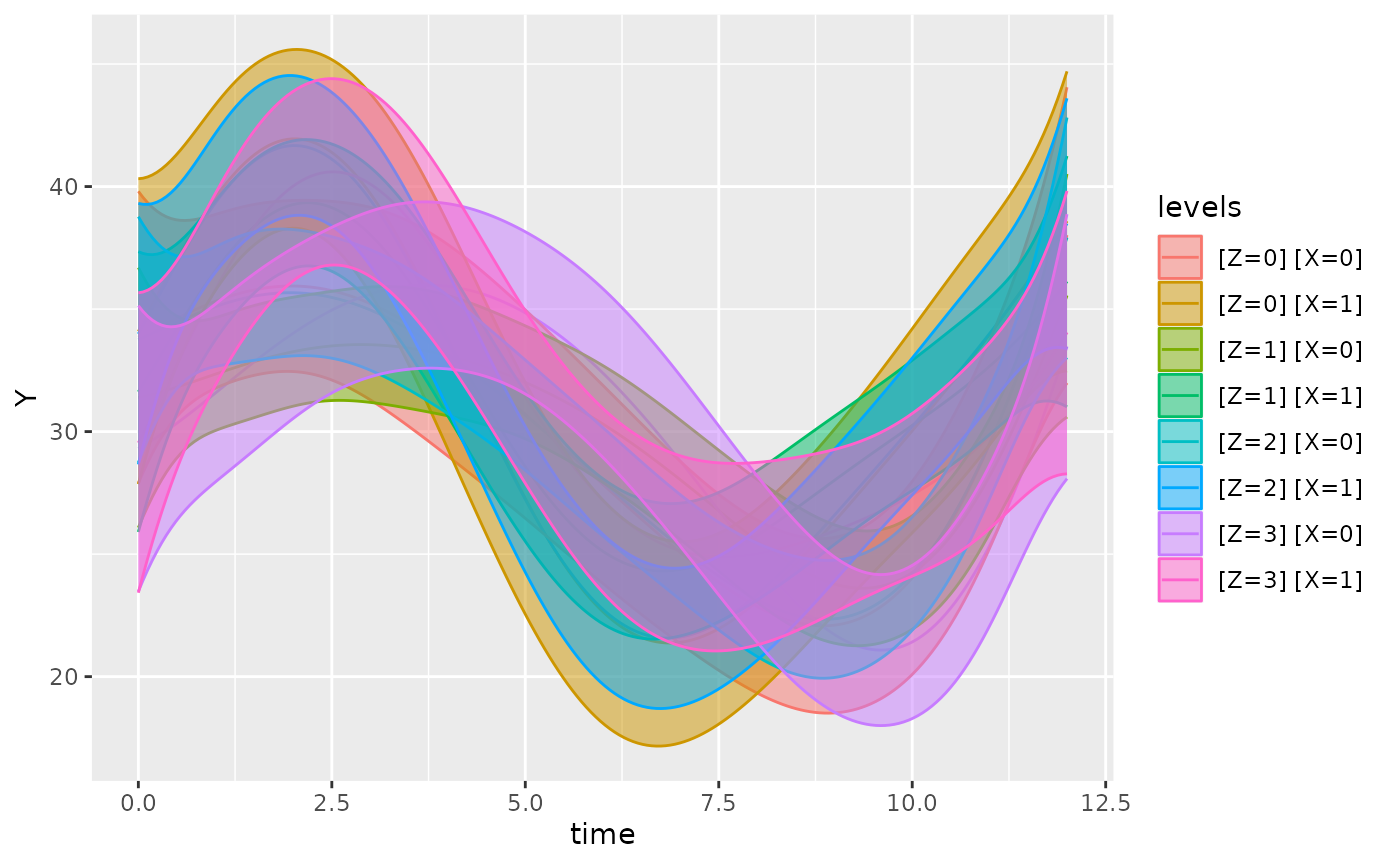 40
30
20
Y
0.0 2.5 5.0 7.5 10.0 12.5
time
levels
[Z=0] [X=0]
[Z=0] [X=1]
[Z=1] [X=0]
[Z=1] [X=1]
[Z=2] [X=0]
[Z=2] [X=1]
[Z=3] [X=0]
[Z=3] [X=1]